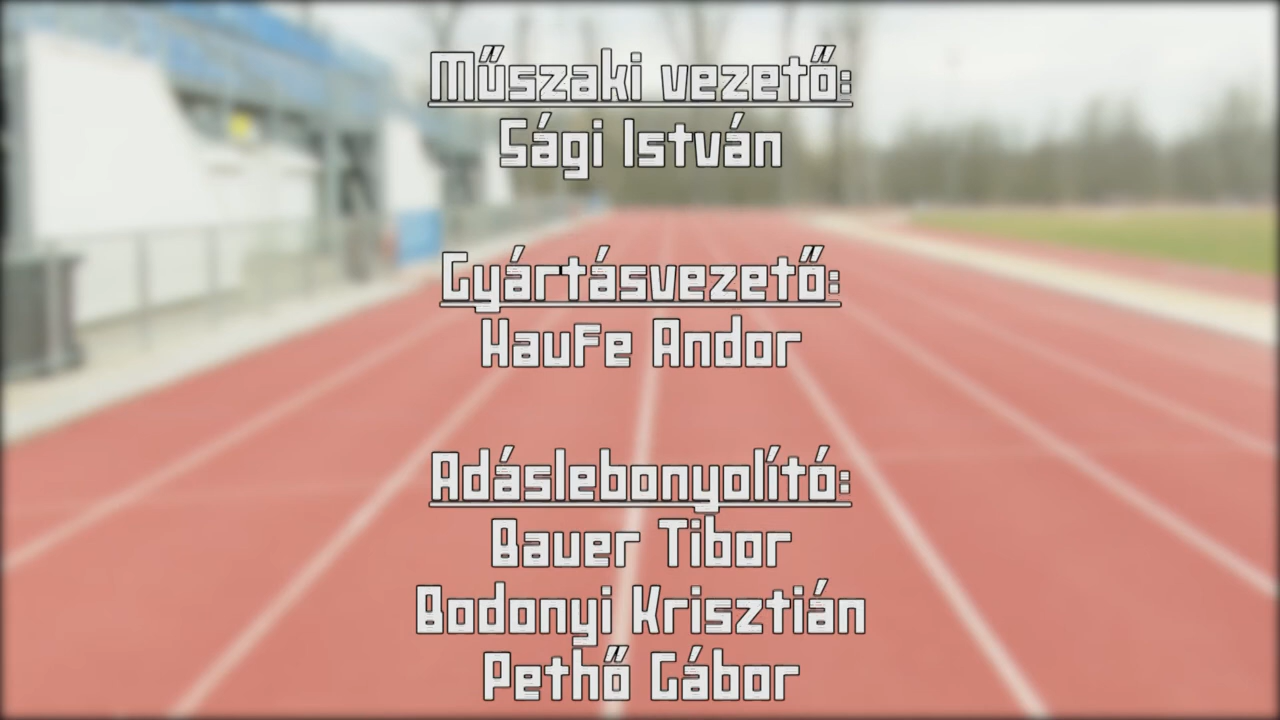 Műszaki vezető:
Sági István
Gyártásvezető:
Haufe Andor
Adáslebonyolító:
Bauer Tibor
Bodonyi Krisztián
Pethő Gábor